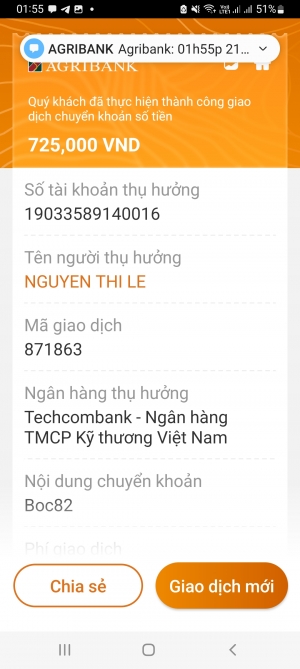 01:55
51%
AGRIBANK Agribank: 01h55p 21...
AGRIBANK
Quý khách đã thực hiện thành công giao
dịch chuyển khoản số tiền
725,000 VND
Số tài khoản thụ hưởng
19033589140016
Tên người thụ hưởng
NGUYEN THI LE
Mã giao dịch
871863
Ngân hàng thụ hưởng
Techcombank - Ngân hàng
TMCP Kỹ thương Việt Nam
Nội dung chuyển khoản
Boc82
Phí giao dịch
Chia sẻ
Giao dịch mới